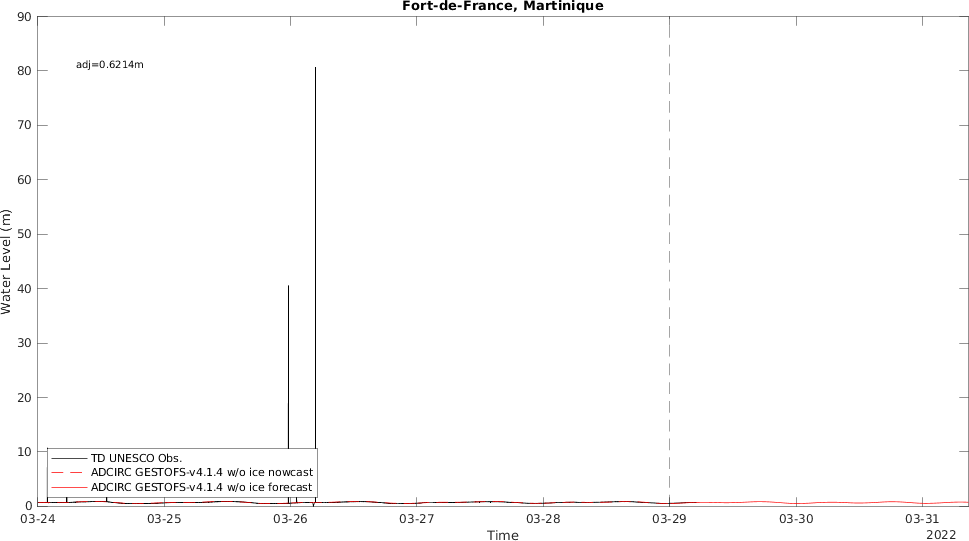 Fort-de-France, Martinique
90
adj=0.6214m
80
70
60
50
40
30
20
10
0
Water Level (m)
TD UNESCO Obs.
ADCIRC GESTOFS-v4.1.4 w/o ice nowcast
ADCIRC GESTOFS-v4.1.4 w/o ice forecast
03-24 03-25 03-26 03-27 03-28 03-29 03-30 03-31
Time
2022